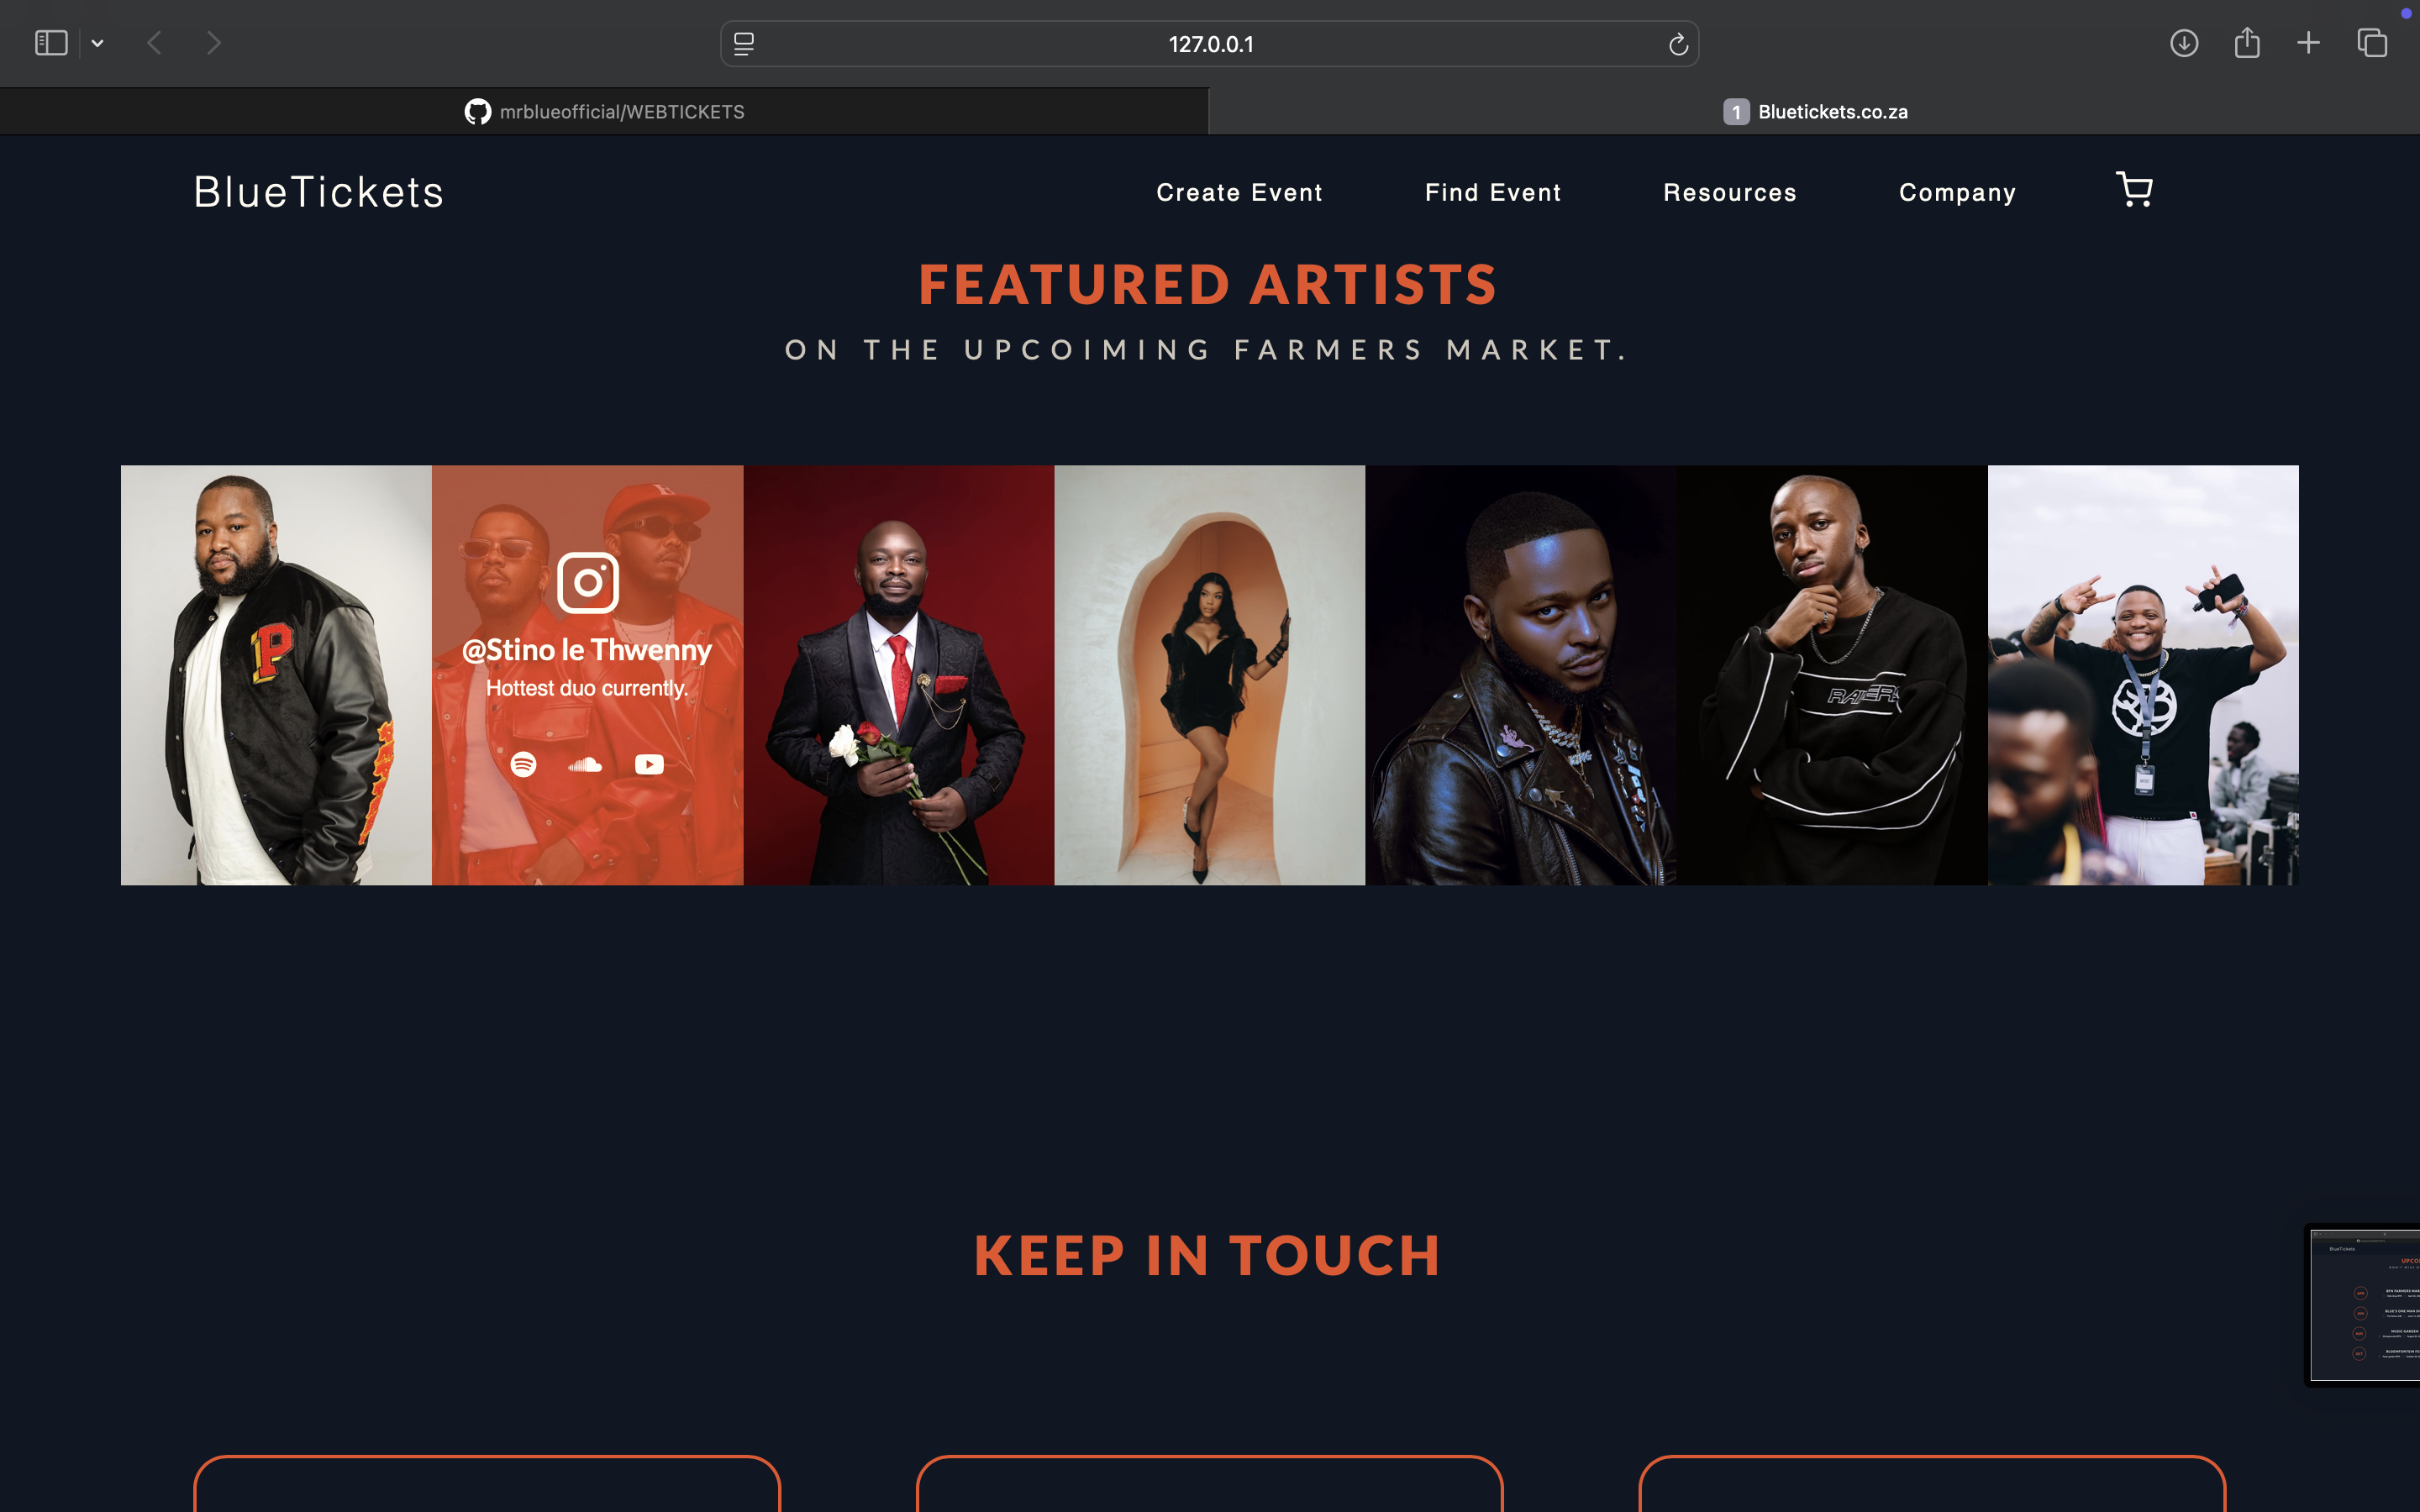 127.0.0.1
mrblueofficial/WEBTICKETS
1 Bluetickets.co.za
BlueTickets
Create Event
Find Event
Resources
Company
FEATURED ARTISTS
ON THE UPCOIMING FARMERS MARKET.
P
@Stino le Thwenny
Hottest duo currently.
KEEP IN TOUCH
BlueTickets